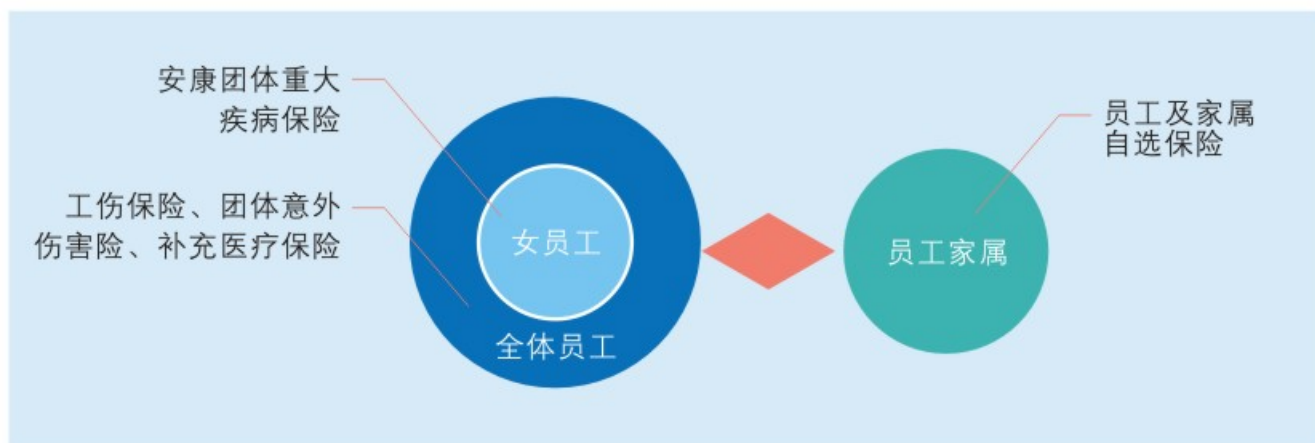 安康团体重大
疾病保险
工伤保险、团体意外
伤害险、补充医疗保险
女员工
全体员工
员工及家属
自选保险
员工家属